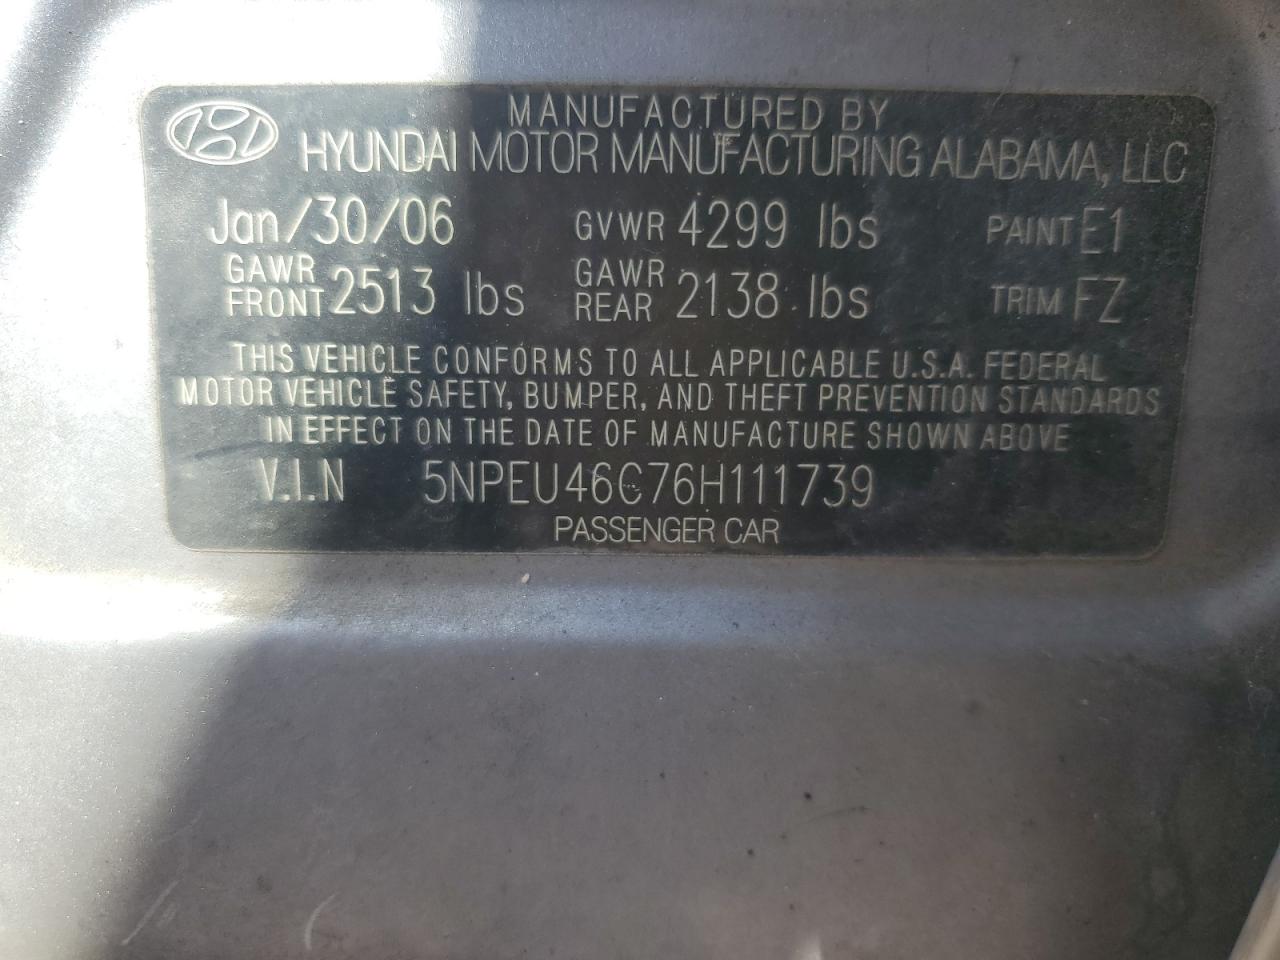 MANUFACTURED BY
HYUNDAI MOTOR MANUFACTURING ALABAMA, LLC
Jan/30/06 GVWR 4299 lbs PAINT E1
GAWR FRONT 2513 lbs GAWR REAR 2138 lbs TRIM FZ
THIS VEHICLE CONFORMS TO ALL APPLICABLE U.S.A. FEDERAL
MOTOR VEHICLE SAFETY, BUMPER, AND THEFT PREVENTION STANDARDS
IN EFFECT ON THE DATE OF MANUFACTURE SHOWN ABOVE
V.I.N 5NPEU46C76H111739
PASSENGER CAR